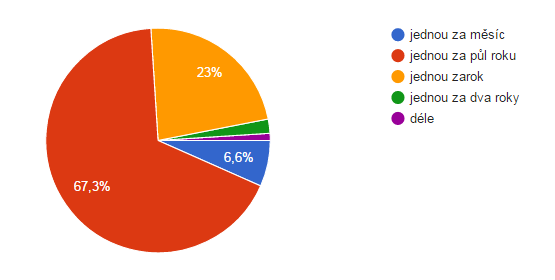 23%
6,6%
67,3%
jednou za měsíc
jednou za půl roku
jednou zarok
jednou za dva roky
déle